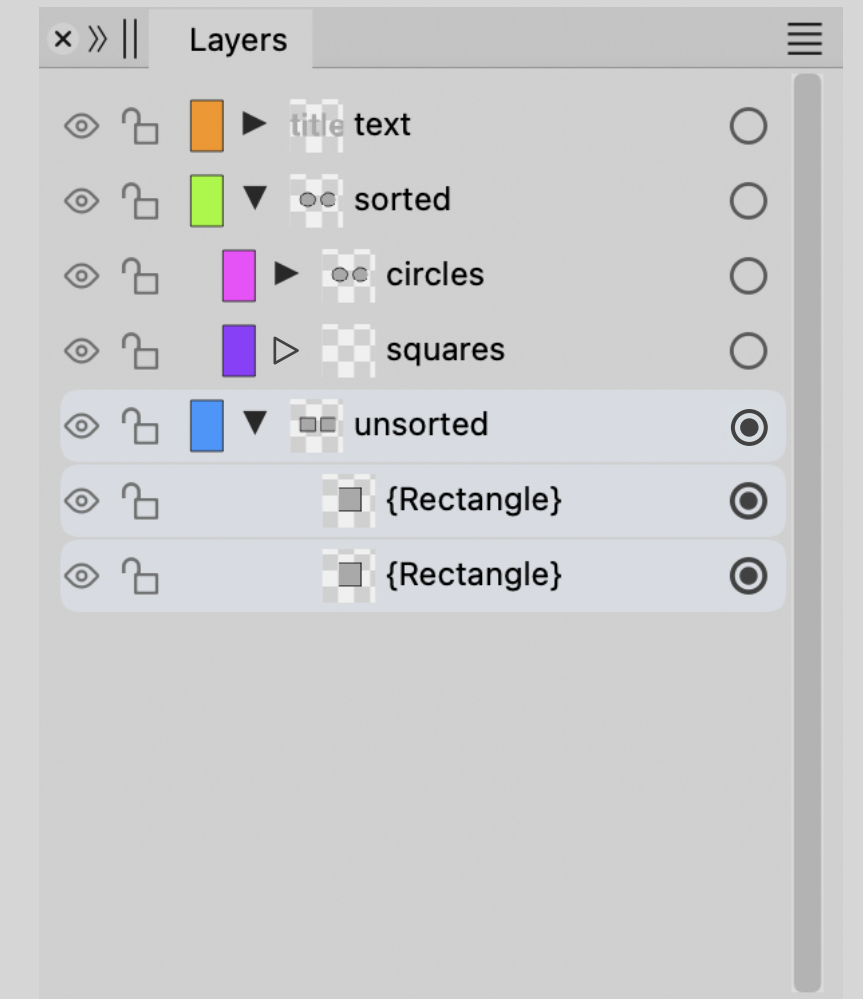 Layers
title text
sorted
circles
squares
unsorted
{Rectangle}
{Rectangle}